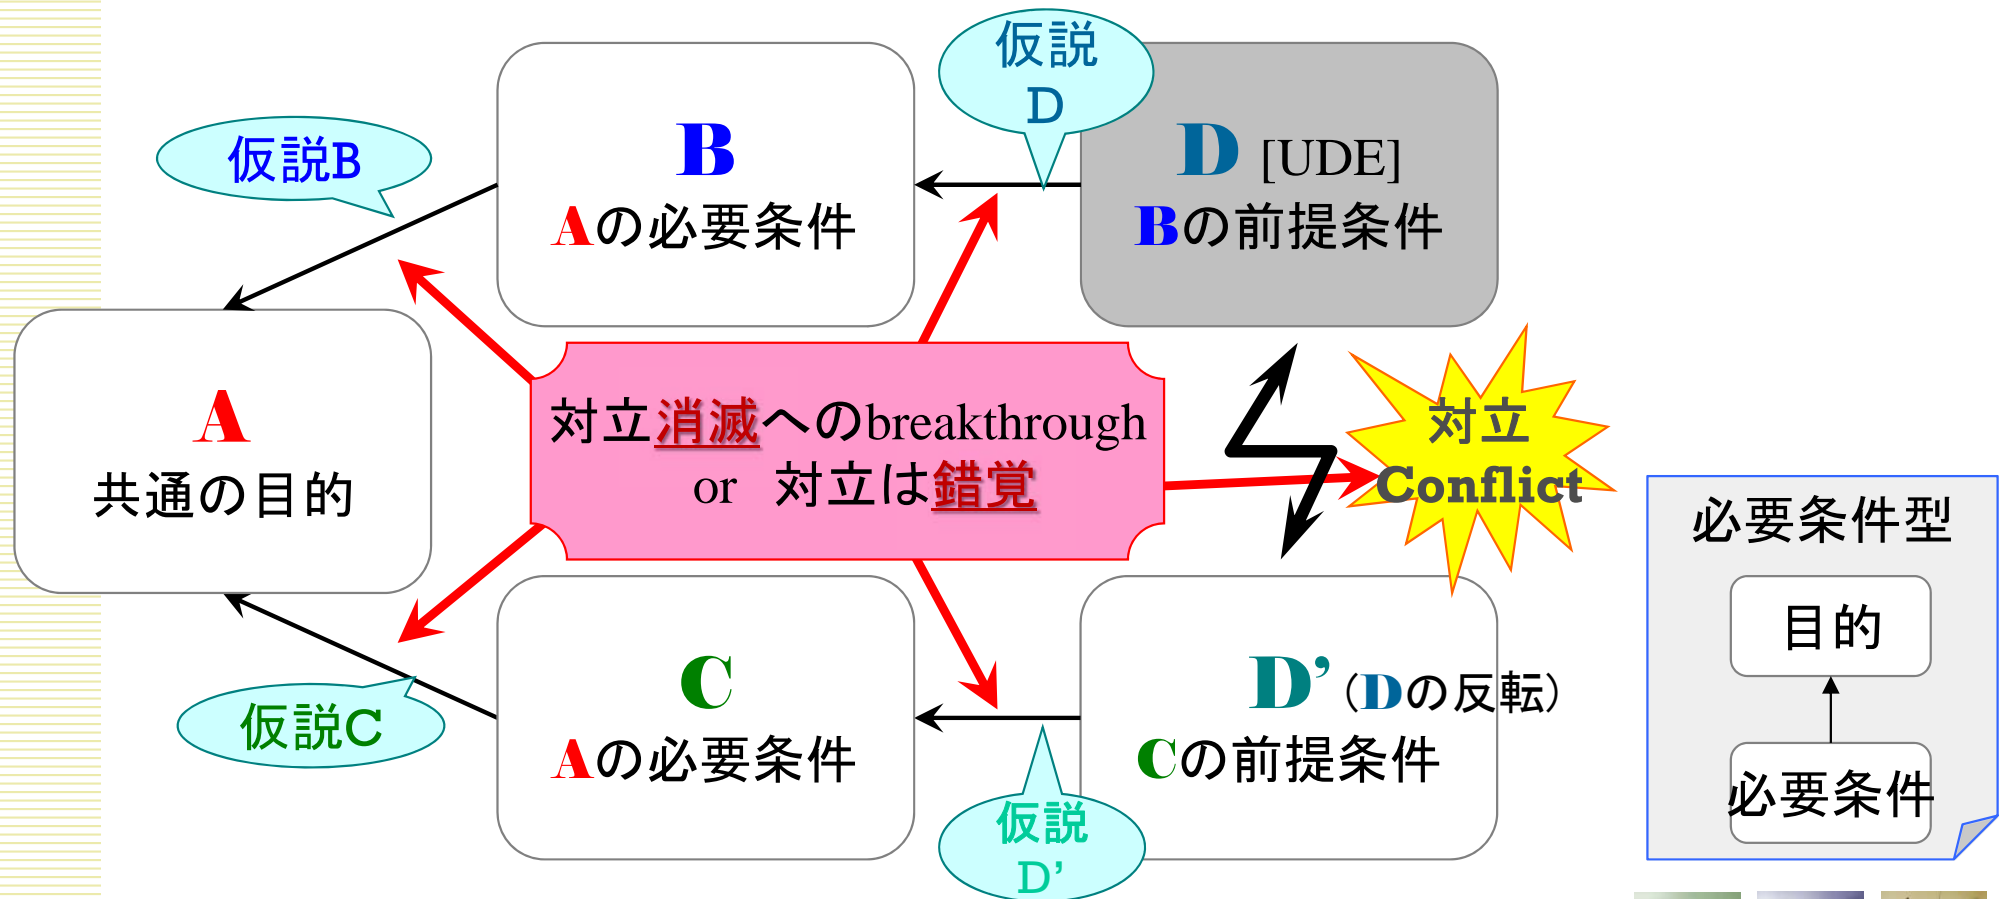 仮説
D
B
Aの必要条件
D [UDE]
Bの前提条件
仮説B
A
共通の目的
対立消滅へのbreakthrough
or 対立は錯覚
対立
Conflict
仮説C
C
Aの必要条件
D’（Dの反転）
Cの前提条件
仮説
D’
必要条件型
目的
必要条件